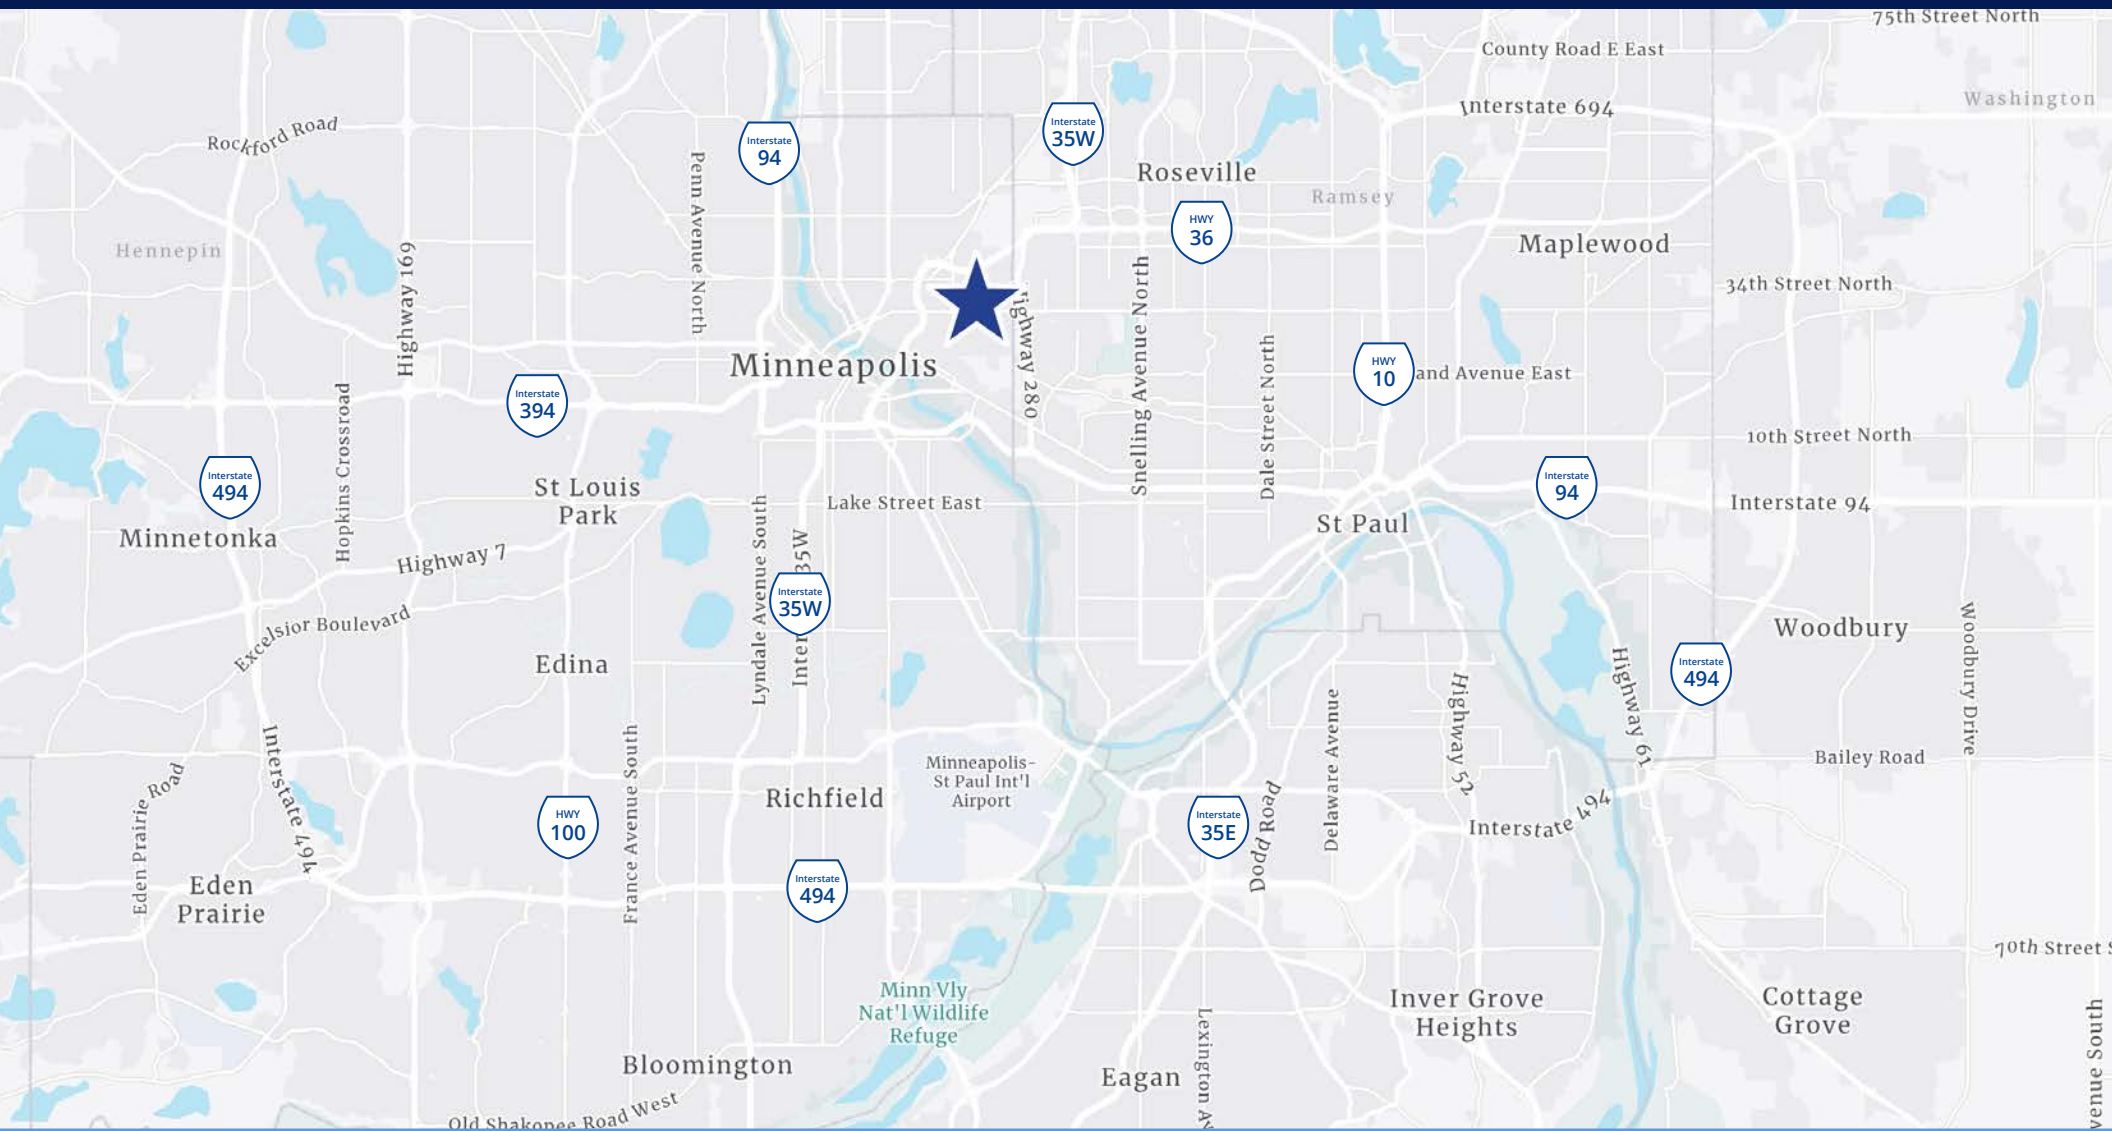 75th Street North
County Road E East
Washington
Interstate 694
Rockford Road
Interstate
94
Interstate
35W
Roseville
Ramsey
Penn Avenue North
HWY
36
Maplewood
Hennepin
Highway 169
34th Street North
Snelling Avenue North
Minneapolis
HWY
10
and Avenue East
Interstate
394
Hopkins Crossroad
Dale Street North
10th Street North
Interstate
494
St Louis
Park
Lake Street East
Interstate
94
Interstate 94
Minnetonka
St Paul
Highway 7
Lyndale Avenue South
35W
Interstate
35W
Inter
Excelsior Boulevard
Woodbury
Edina
Highway 61
Interstate
494
Woodbury Drive
Interstate 494
France Avenue South
Minneapolis-
St Paul Int'l
Airport
Delaware Avenue
Highway 52
Bailey Road
Eden Prairie Road
Richfield
HWY
100
Interstate
35E
Dodd Road
Interstate 494
Eden
Prairie
Interstate
494
70th Street
Minn Vly
Nat'l Wildlife
Refuge
Inver Grove
Heights
Cottage
Grove
Bloomington
Eagan
Lexington Av
venue South
Old Shakopee Road West